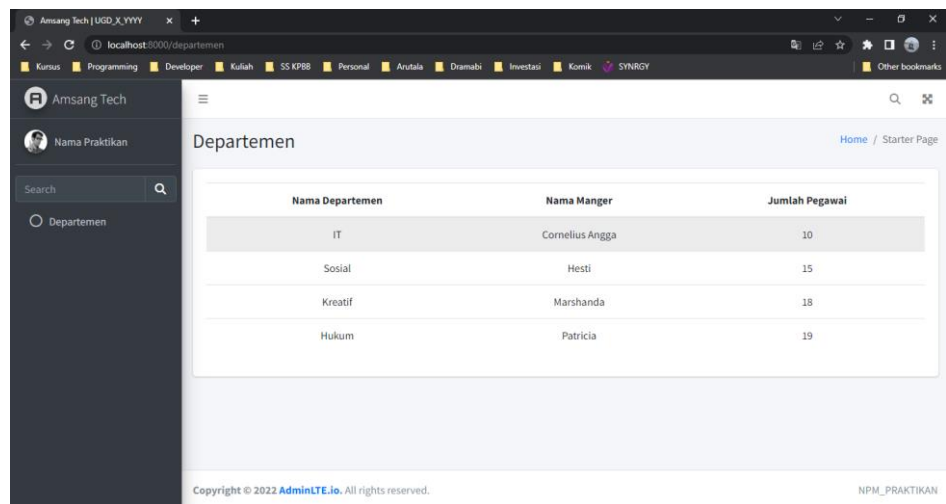 Amsang Tech | UGD_X_YYYY
localhost:8000/departemen
Kursus Programming Developer Kuliah SS KPBB Personal Arutala Dramabi Investasi Komik SYNRGY Other bookmarks
Amsang Tech
Nama Praktikan
Departemen
Home / Starter Page
Search
Departemen
Nama Departemen Nama Manger Jumlah Pegawai
IT Cornelius Angga 10
Sosial Hesti 15
Kreatif Marshanda 18
Hukum Patricia 19
Copyright © 2022 AdminLTE.io. All rights reserved. NPM_PRAKTIKAN